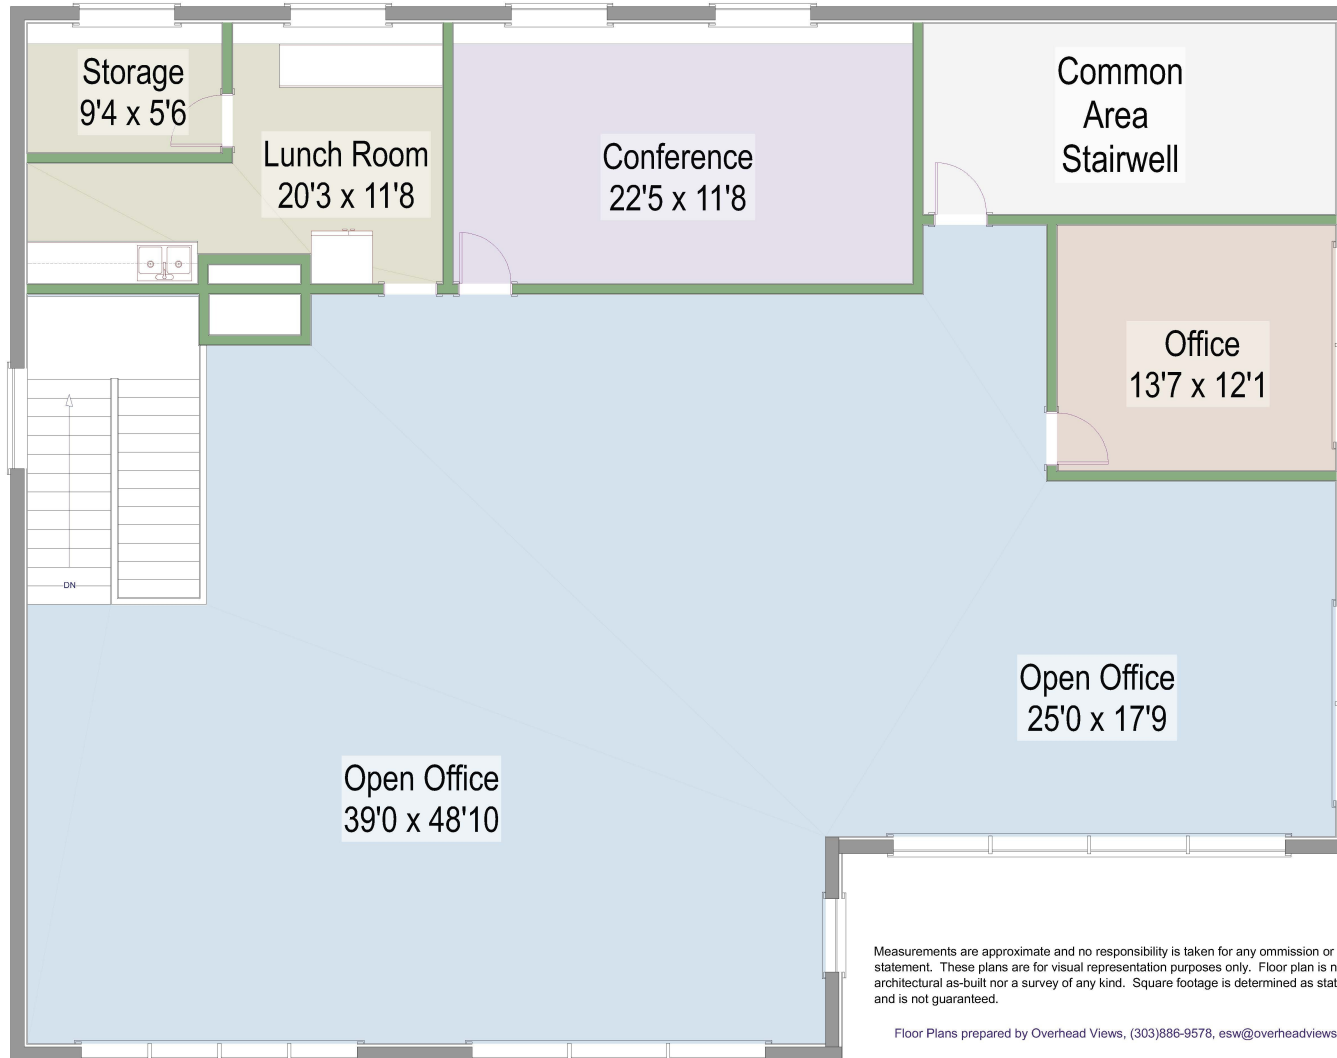 Storage
9'4 x 5'6
Lunch Room
20'3 x 11'8
Conference
22'5 x 11'8
Common
Area
Stairwell
Office
13'7 x 12'1
DN
Open Office
25'0 x 17'9
Open Office
39'0 x 48'10
Measurements are approximate and no responsibility is taken for any ommission or
statement. These plans are for visual representation purposes only. Floor plan is
architectural as-built nor a survey of any kind. Square footage is determined as
and is not guaranteed.
Floor Plans prepared by Overhead Views, (303)886-9578, esw@overheadviews